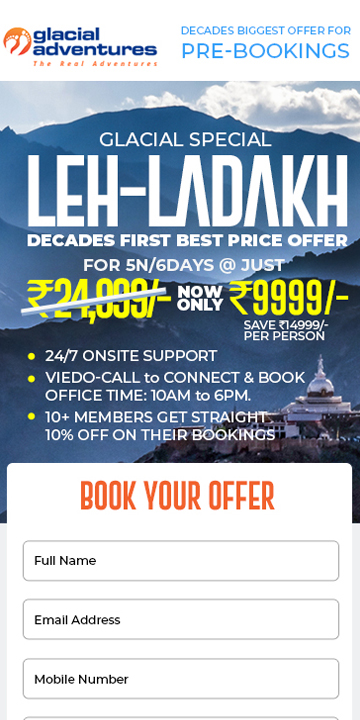 glacial
adventures
The Real Adventures
DECADES BIGGEST OFFER FOR
PRE-BOOKINGS
GLACIAL SPECIAL
LEH-LADAKH
DECADES FIRST BEST PRICE OFFER
FOR 5N/6DAYS @ JUST
₹24,999/- NOW ONLY ₹9999/-
SAVE ₹14999/-
PER PERSON
24/7 ONSITE SUPPORT
VIEDO-CALL to CONNECT & BOOK
OFFICE TIME: 10AM to 6PM.
10+ MEMBERS GET STRAIGHT
10% OFF ON THEIR BOOKINGS
BOOK YOUR OFFER
Full Name
Email Address
Mobile Number